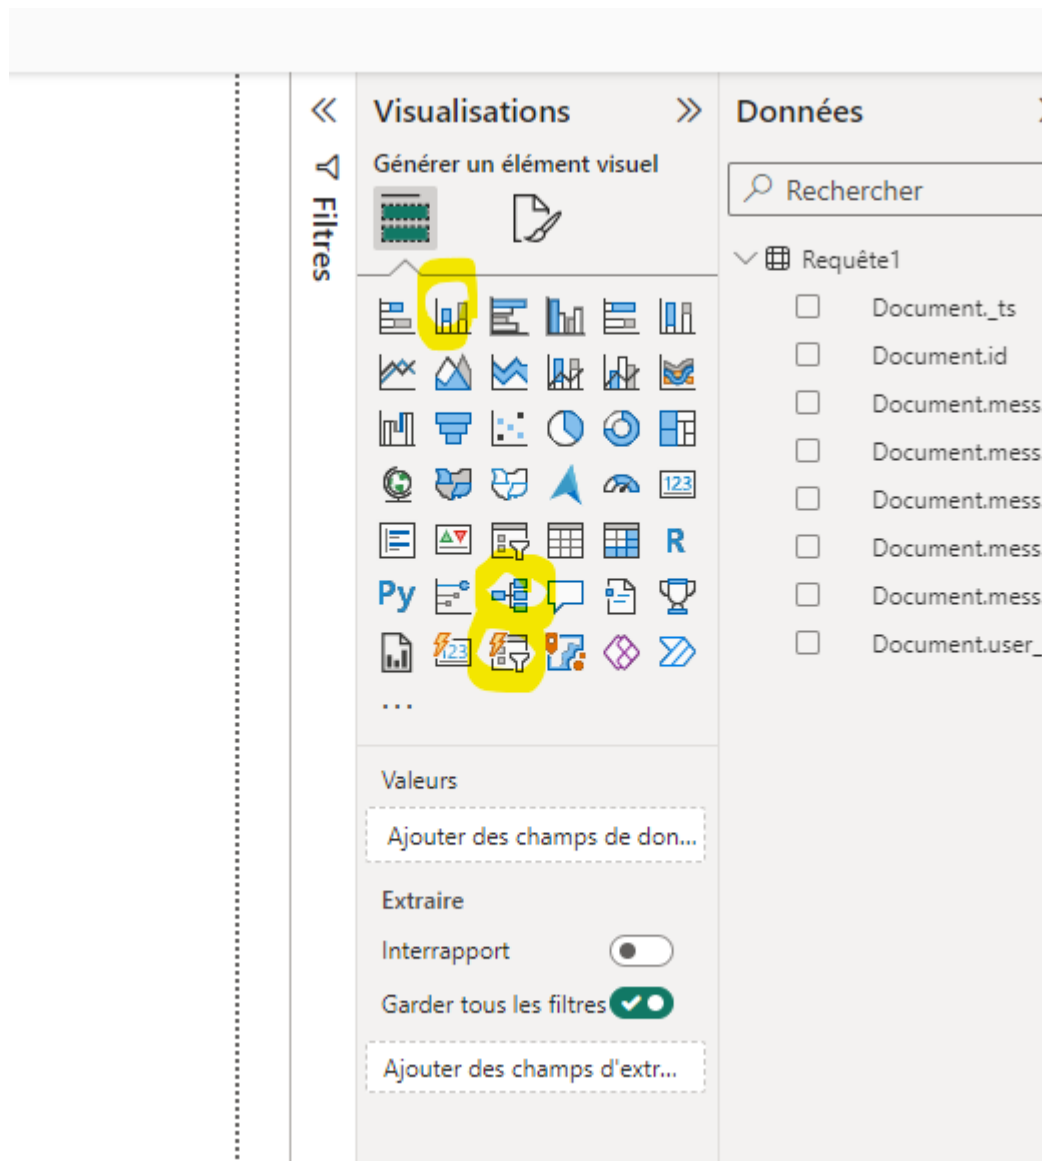 Visualisations
Générer un élément visuel
Filtres
123
R
Py
123
...
Valeurs
Ajouter des champs de don...
Extraire
Interrapport
Garder tous les filtres
Ajouter des champs d'extr...
Données
Rechercher
Requête1
Document._ts
Document.id
Document.mess
Document.mess
Document.mess
Document.mess
Document.mess
Document.user_